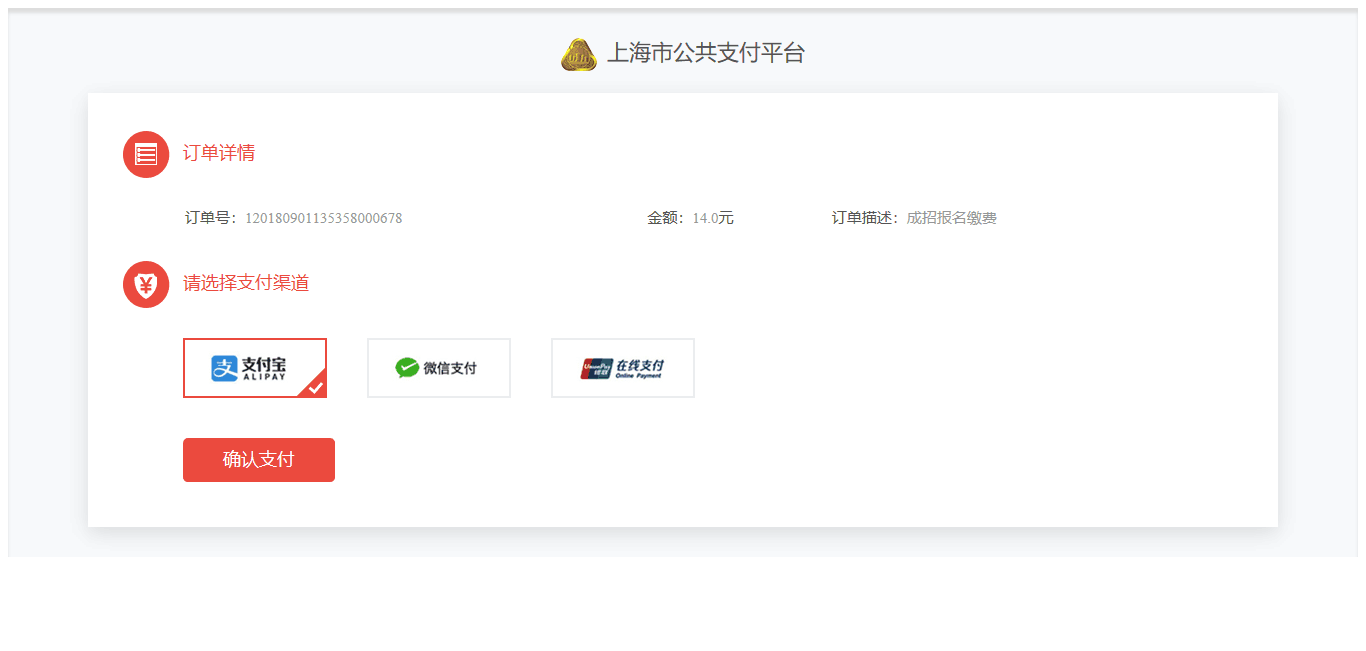 上海市公共支付平台
订单详情
订单号：120180901135358000678 金额：14.0元 订单描述：成招报名缴费
请选择支付渠道
支付宝 微信支付 在线支付
ALIPAY UnionPay 银联 Online Payment
确认支付